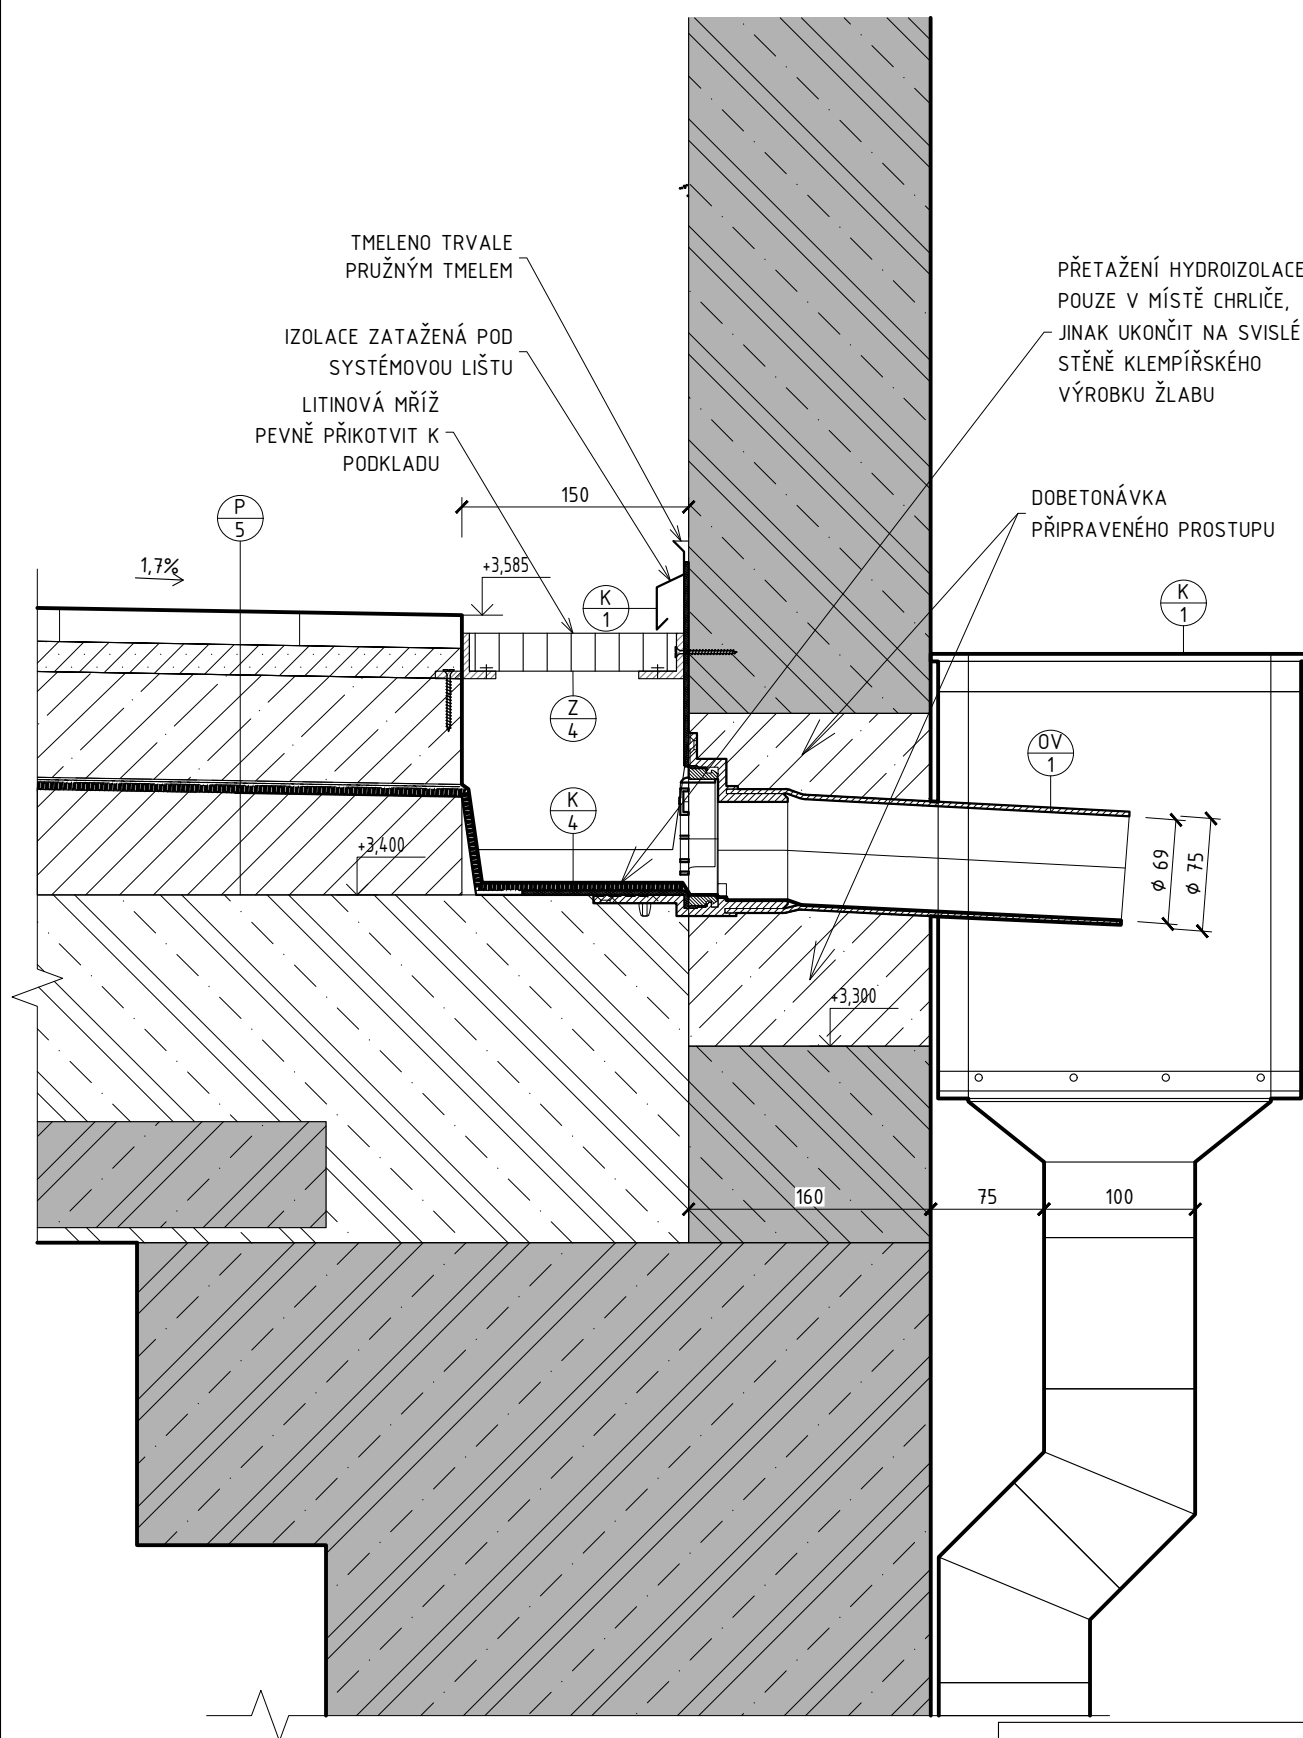 TMELENO TRVALE
PRUŽNÝM TMELEM
IZOLACE ZATAŽENÁ POD
SYSTÉMOVOU LIŠTU
LITINOVÁ MŘÍŽ
PEVNĚ PŘIKOTVIT K
PODKLADU
PŘETAŽENÍ HYDROIZOLACE
POUZE V MÍSTĚ CHRLIČE,
JINAK UKONČIT NA SVISLÉ
STĚNĚ KLEMPÍŘSKÉHO
VÝROBKU ŽLABU
DOBETONÁVKA
PŘIPRAVENÉHO PROSTUPU
P
5
150
1,7%
+3,585
K
1
K
1
Z
4
OV
1
K
4
+3,400
φ 69
φ 75
+3,300
160
75
100